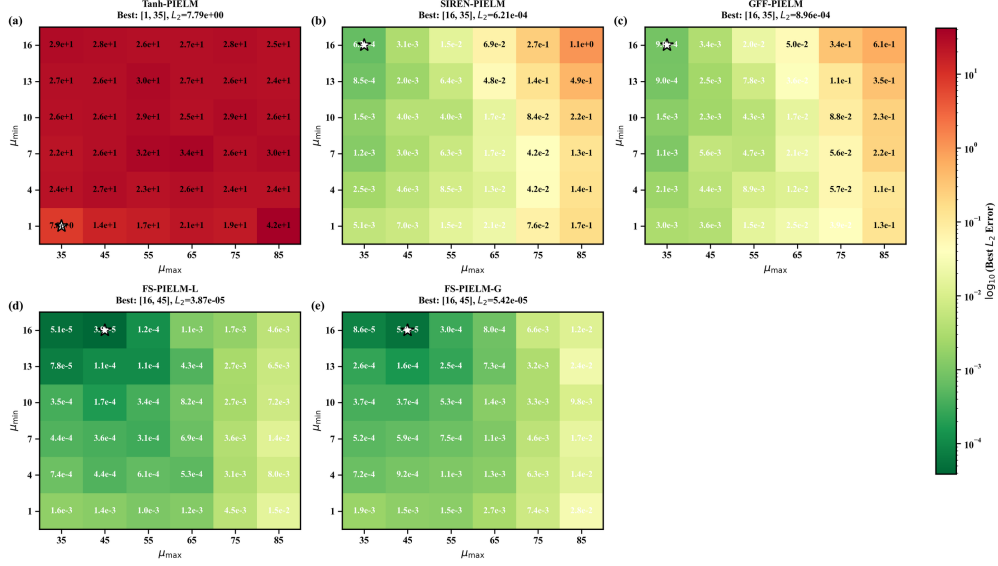 (a) Tanh-PIELM
Best: [1, 35], L₂=7.79e+00
μmin
16 2.9e+1 2.8e+1 2.6e+1 2.7e+1 2.8e+1 2.5e+1
13 2.7e+1 2.6e+1 3.0e+1 2.7e+1 2.6e+1 2.4e+1
10 2.6e+1 2.6e+1 2.9e+1 2.5e+1 2.9e+1 2.6e+1
7 2.2e+1 2.6e+1 3.2e+1 3.4e+1 2.6e+1 3.0e+1
4 2.4e+1 2.7e+1 2.3e+1 2.6e+1 2.4e+1 2.4e+1
1 1.4e+1 1.7e+1 2.1e+1 1.9e+1 4.2e+1
35 45 55 65 75 85
μmax
(b) SIREN-PIELM
Best: [16, 35], L₂=6.21e-04
μmin
16 3.1e-3 1.5e-2 6.9e-2 2.7e-1 1.1e+0
13 8.5e-4 2.0e-3 6.4e-3 4.8e-2 1.4e-1 4.9e-1
10 1.5e-3 4.0e-3 4.0e-3 1.7e-2 8.4e-2 2.2e-1
7 1.2e-3 3.0e-3 6.3e-3 1.7e-2 4.2e-2 1.3e-1
4 2.5e-3 4.6e-3 8.5e-3 1.3e-2 4.2e-2 1.4e-1
1 5.1e-3 7.0e-3 1.5e-2 7.6e-2 1.7e-1
35 45 55 65 75 85
μmax
(c) GFF-PIELM
Best: [16, 35], L₂=8.96e-04
μmin
16 3.4e-3 2.0e-2 5.0e-2 3.4e-1 6.1e-1
13 9.0e-4 2.5e-3 7.8e-3 1.1e-1 3.5e-1
10 1.5e-3 2.3e-3 4.3e-3 1.7e-2 8.8e-2 2.3e-1
7 1.1e-3 5.6e-3 4.7e-3 2.1e-2 5.6e-2 2.2e-1
4 2.1e-3 4.4e-3 8.9e-3 1.2e-2 5.7e-2 1.1e-1
1 3.0e-3 3.6e-3 1.5e-2 2.5e-2 1.3e-1
35 45 55 65 75 85
μmax
(d) FS-PIELM-L
Best: [16, 45], L₂=3.87e-05
μmin
16 5.1e-5 1.2e-4 1.1e-3 1.7e-3 4.6e-3
13 7.8e-5 1.1e-4 1.1e-4 4.3e-4 2.7e-3 6.5e-3
10 3.5e-4 1.7e-4 3.4e-4 8.2e-4 2.7e-3 7.2e-3
7 4.4e-4 3.6e-4 3.1e-4 6.9e-4 3.6e-3 1.4e-2
4 7.4e-4 4.4e-4 6.1e-4 5.3e-4 3.1e-3 8.0e-3
1 1.6e-3 1.4e-3 1.0e-3 1.2e-3 4.5e-3 1.5e-2
35 45 55 65 75 85
μmax
(e) FS-PIELM-G
Best: [16, 45], L₂=5.42e-05
μmin
16 8.6e-5 3.0e-4 8.0e-4 6.6e-3 1.2e-2
13 2.6e-4 1.6e-4 2.5e-4 7.3e-4 3.2e-3
10 3.7e-4 3.7e-4 5.3e-4 1.4e-3 3.3e-3 9.8e-3
7 5.2e-4 5.9e-4 7.5e-4 1.1e-3 4.6e-3 1.7e-2
4 7.2e-4 9.2e-4 1.1e-3 1.3e-3 6.3e-3 1.4e-2
1 1.9e-3 1.5e-3 1.5e-3 2.7e-3 7.4e-3
35 45 55 65 75 85
μmax
10¹
10⁰
10⁻¹
10⁻²
10⁻³
10⁻⁴
log₁₀(Best L₂ Error)